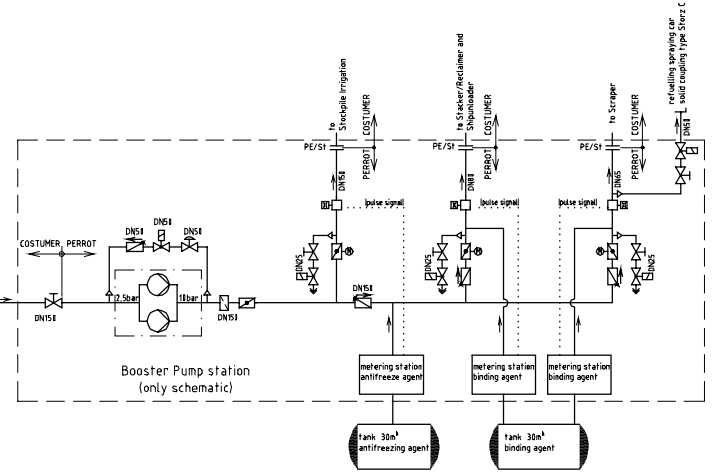 refuelling spraying car
solid coupling type Storz C
to
Stockpile Irrigation
to Stacker/Reclaimer and
Shipunloader
to Scraper
COSTUMER
COSTUMER
COSTUMER
DN50
PE/St
PE/St
PE/St
PERROT
PERROT
PERROT
DN150
DN80
DN65
pulse signal
pulse signal
pulse signal
DN50
DN50
DN50
COSTUMER
PERROT
DN25
DN25
DN25
2,5bar
10bar
DN150
DN150
DN150
Booster Pump station
(only schematic)
metering station
antifreeze agent
metering station
binding agent
metering station
binding agent
tank 30m³
antifreezing agent
tank 30m³
binding agent